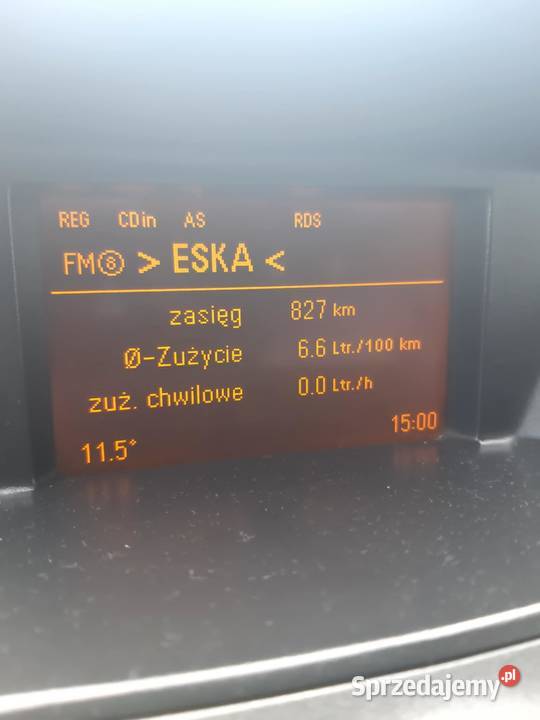 REG CDin AS RDS
FM⑧ > ESKA <
zasięg 827 km
Ø-Zużycie 6.6 Ltr./100 km
zuż. chwilowe 0.0 Ltr./h
11.5° 15:00
Sprzedajemy.pl